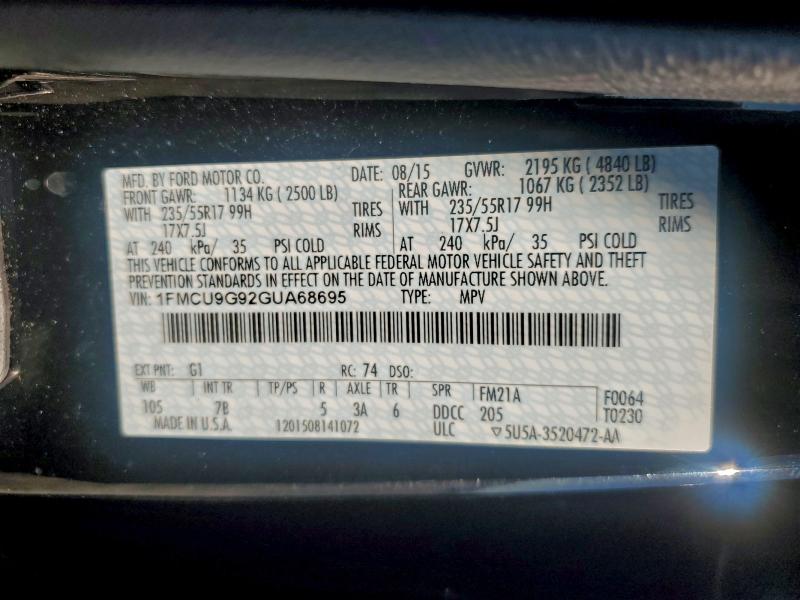 MFD. BY FORD MOTOR CO. DATE: 08/15 GVWR: 2195 KG ( 4840 LB)
FRONT GAWR: 1134 KG ( 2500 LB) REAR GAWR: 1067 KG ( 2352 LB)
WITH 235/55R17 99H TIRES WITH 235/55R17 99H TIRES
17X7.5J RIMS 17X7.5J RIMS
AT 240 kPa/ 35 PSI COLD AT 240 kPa/ 35 PSI COLD
THIS VEHICLE CONFORMS TO ALL APPLICABLE FEDERAL MOTOR VEHICLE SAFETY AND THEFT
PREVENTION STANDARDS IN EFFECT ON THE DATE OF MANUFACTURE SHOWN ABOVE.
VIN: 1FMCU9G92GUA68695 TYPE: MPV
EXT PNT: G1 RC: 74 DSO:
WB INT TR TP/PS R AXLE TR SPR FM21A F0064
105 7B 5 3A 6 DDCC 205 T0230
MADE IN U.S.A. 1201508141072 ULC ▽5U5A-3520472-AA